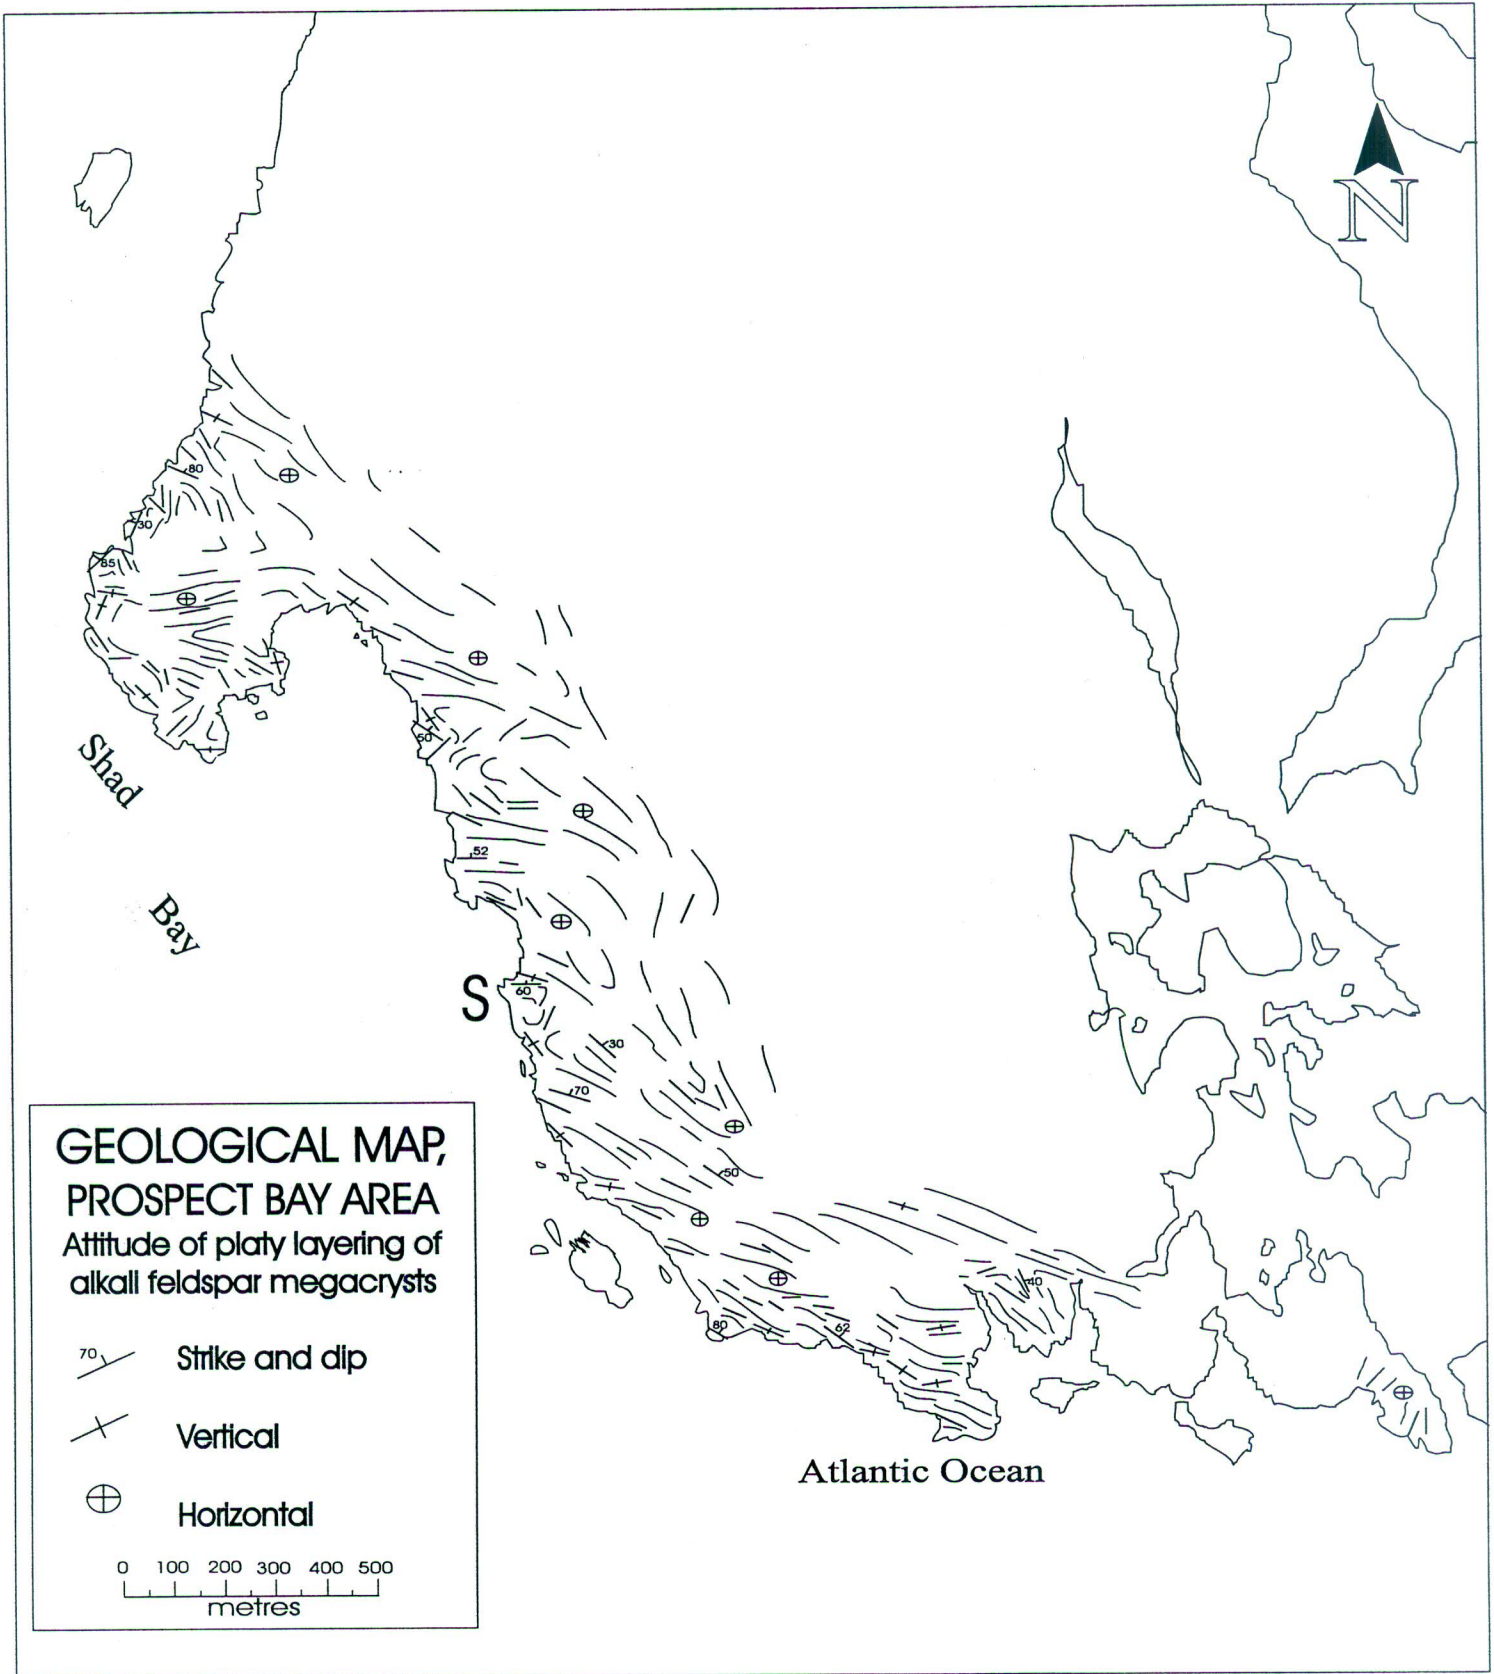 N
80
30
85
50
52
Shad
Bay
S
60
30
70
50
40
80
62
GEOLOGICAL MAP,
PROSPECT BAY AREA
Attitude of platy layering of
alkali feldspar megacrysts
70
Strike and dip
Vertical
Horizontal
0 100 200 300 400 500
metres
Atlantic Ocean